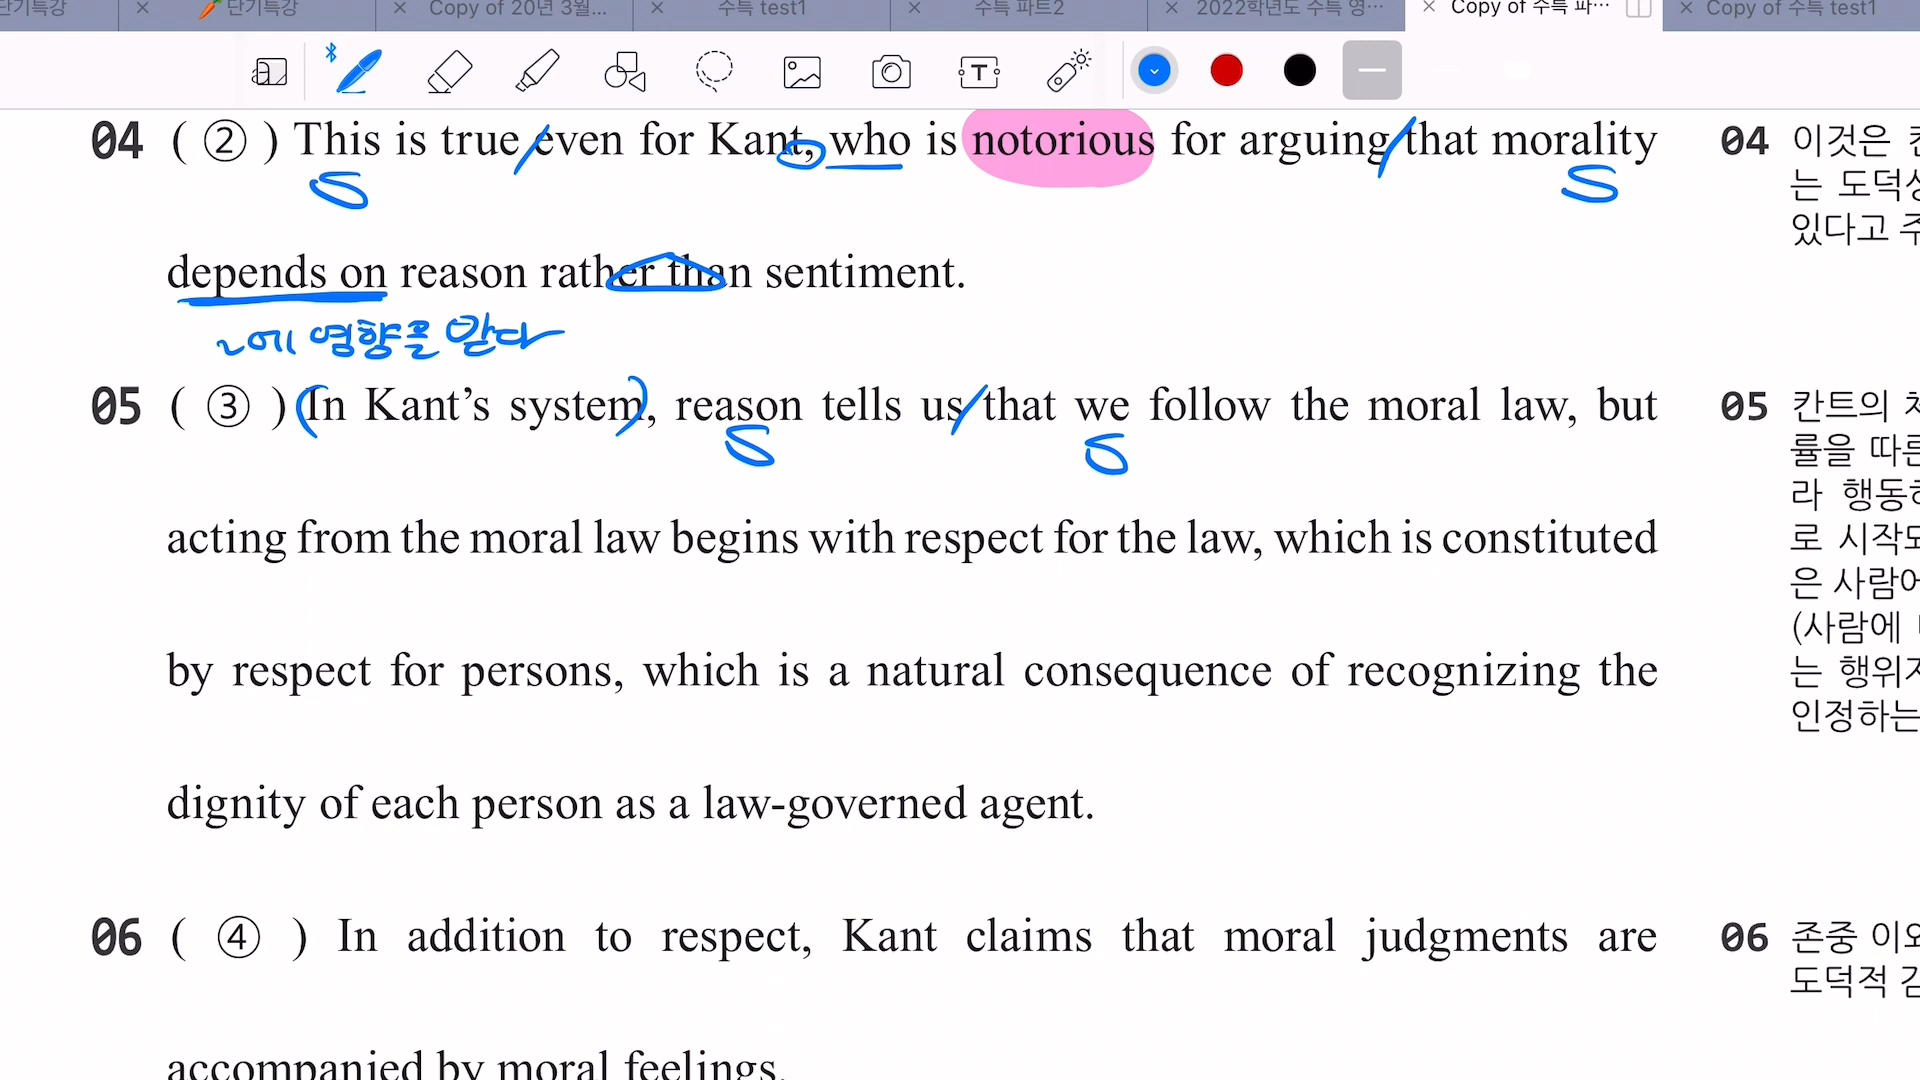 단기특강
× 🥕단기특강
× Copy of 20년 3월...
× 수특 test1
× 수특 파트2
× 2022학년도 수특 영...
× Copy of 수특 파...
× Copy of 수특 test1
04 ( ② ) This is true even for Kant, who is notorious for arguing that morality
S S
depends on reason rather than sentiment.
~에 영향을 받다
05 ( ③ ) In Kant’s system, reason tells us that we follow the moral law, but
S S
acting from the moral law begins with respect for the law, which is constituted
by respect for persons, which is a natural consequence of recognizing the
dignity of each person as a law-governed agent.
06 ( ④ ) In addition to respect, Kant claims that moral judgments are
accompanied by moral feelings.
04 이것은
는 도덕성
있다고
05 칸트의
률을 따른
라 행동하
로 시작되
은 사람에
(사람에
는 행위자
인정하는
06 존중 이외
도덕적 감